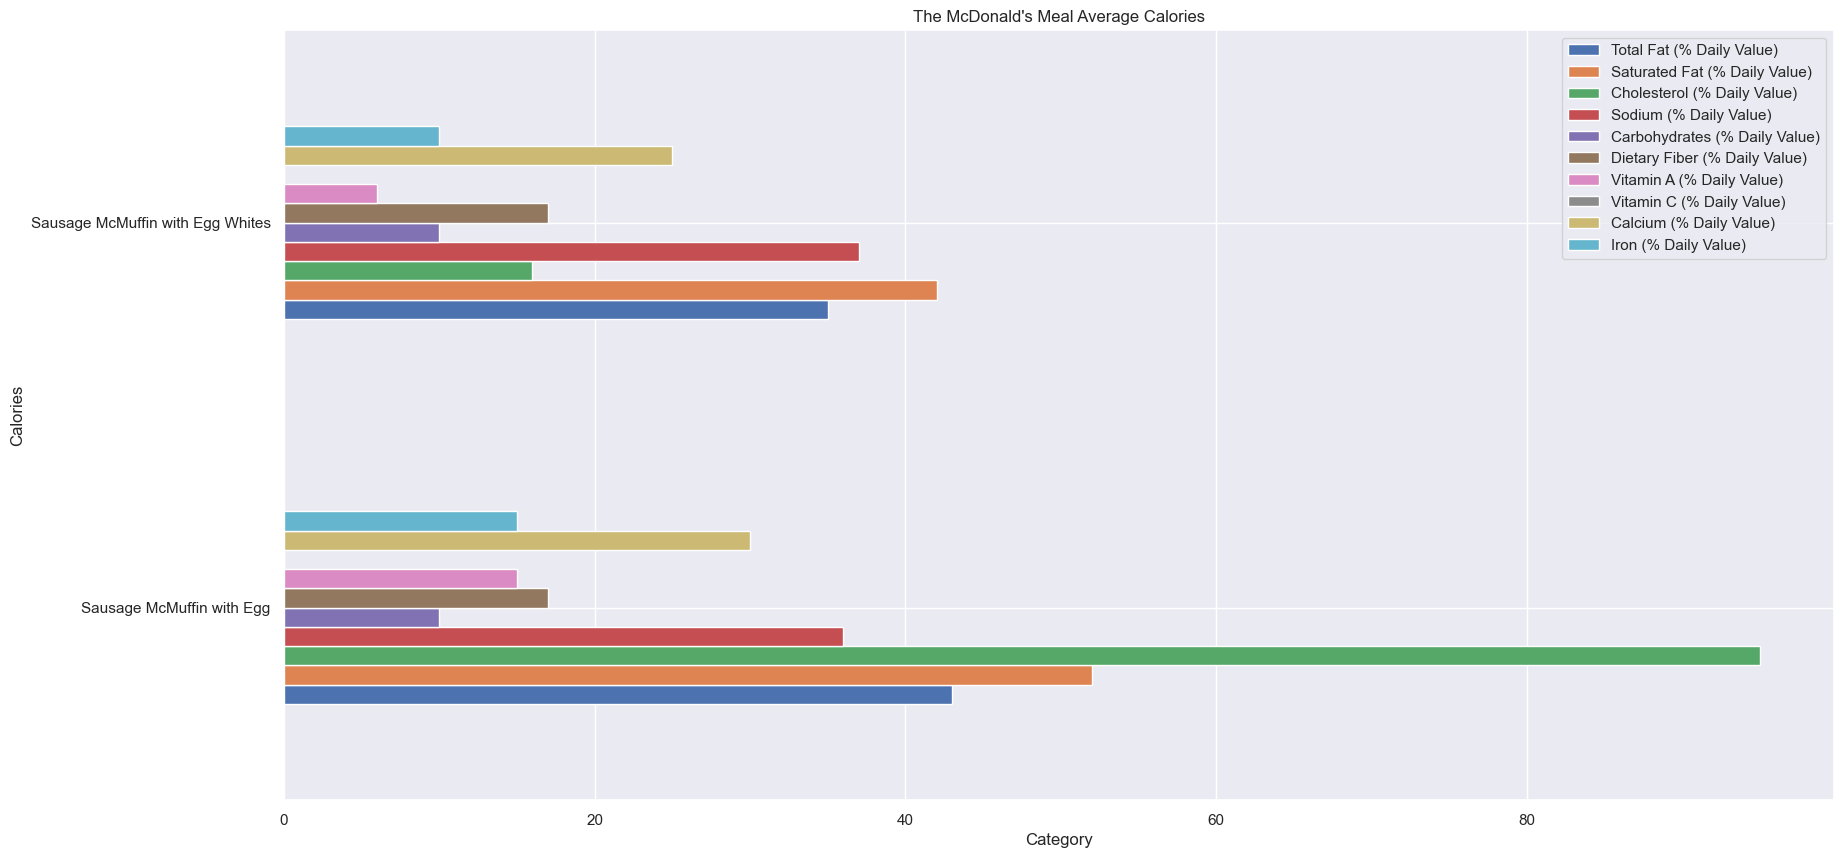 The McDonald's Meal Average Calories
Total Fat (% Daily Value)
Saturated Fat (% Daily Value)
Cholesterol (% Daily Value)
Sodium (% Daily Value)
Carbohydrates (% Daily Value)
Dietary Fiber (% Daily Value)
Vitamin A (% Daily Value)
Vitamin C (% Daily Value)
Calcium (% Daily Value)
Iron (% Daily Value)
Sausage McMuffin with Egg Whites
Calories
Sausage McMuffin with Egg
0 20 40 60 80
Category